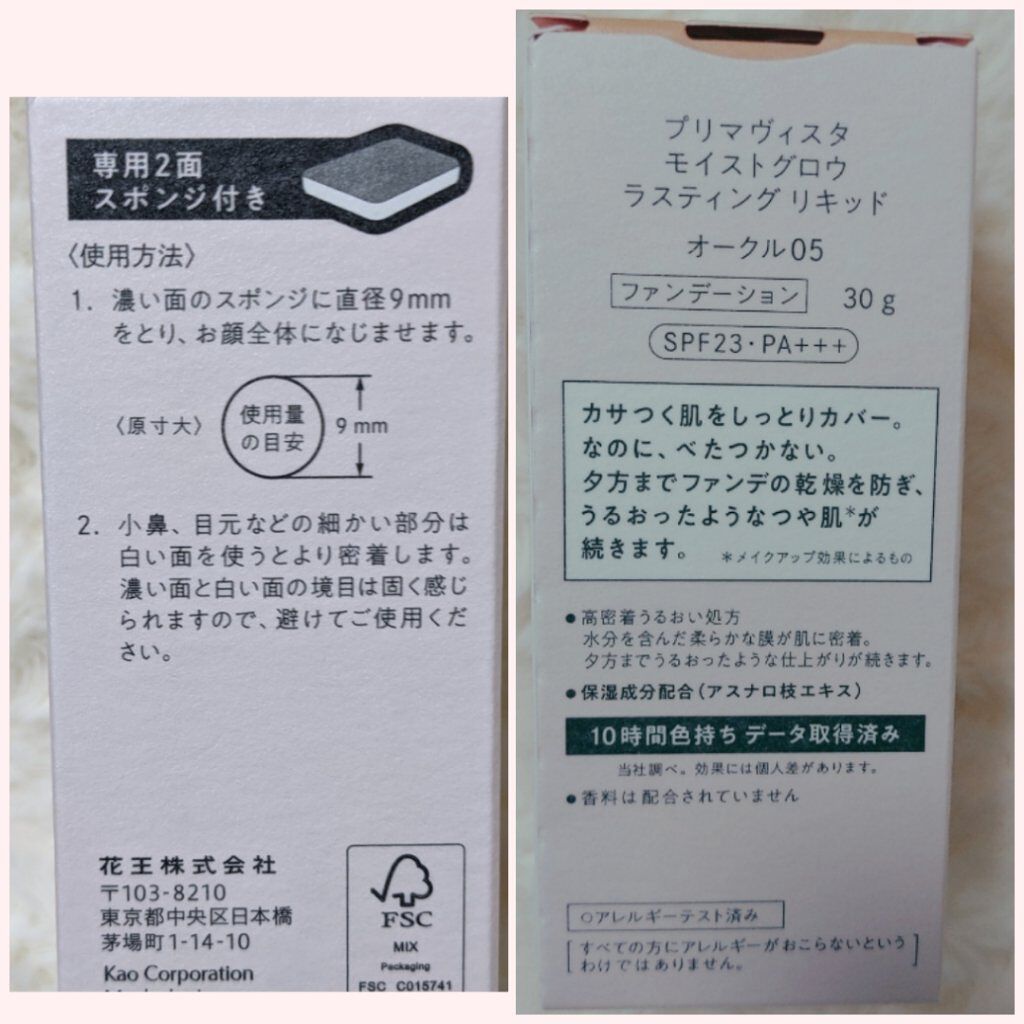 専用2面
スポンジ付き
〈使用方法〉
1. 濃い面のスポンジに直径9mm
をとり、お顔全体になじませます。
〈原寸大〉
使用量
の目安
9 mm
2. 小鼻、目元などの細かい部分は
白い面を使うとより密着します。
濃い面と白い面の境目は固く感じ
られますので、避けてご使用くだ
さい。
花王株式会社
〒103-8210
東京都中央区日本橋
茅場町1-14-10
Kao Corporation
FSC
MIX
Packaging
FSC C015741
プリマヴィスタ
モイストグロウ
ラスティング リキッド
オークル05
ファンデーション 30g
SPF23・PA+++
カサつく肌をしっとりカバー。
なのに、べたつかない。
夕方までファンデの乾燥を防ぎ、
うるおったようなつや肌*が
続きます。 *メイクアップ効果によるもの
●高密着うるおい処方
水分を含んだ柔らかな膜が肌に密着。
夕方までうるおったような仕上がりが続きます。
●保湿成分配合(アスナロ枝エキス)
10時間色持ち データ取得済み
当社調べ。効果には個人差があります。
●香料は配合されていません
○アレルギーテスト済み
[すべての方にアレルギーがおこらないという
わけではありません。]